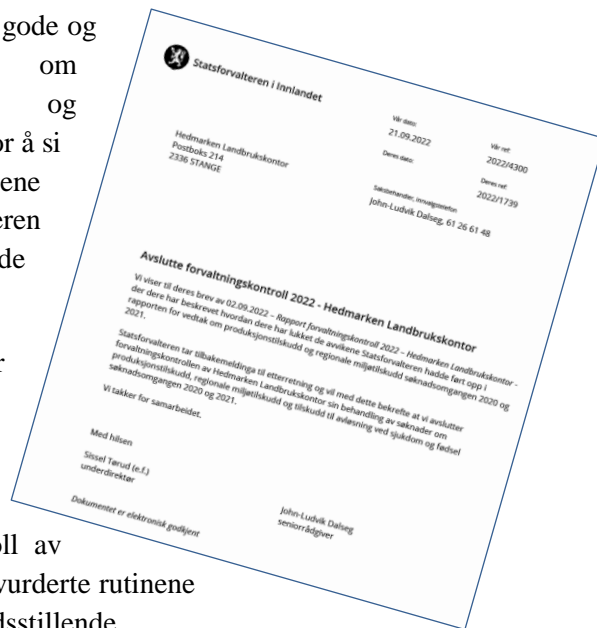 gode og
om
og
or å si
ene
eren
de
r
oll av
vurderte rutinene
dsstillende
Statsforvalteren i Innlandet
Vår dato:
21.09.2022
Vår ref:
2022/4300
Deres dato:
Deres ref:
2022/1739
Hedmarken Landbrukskontor
Postboks 214
2336 STANGE
Saksbehandler, innvalgstelefon
John-Ludvik Dalseg, 61 26 61 48
Avslutte forvaltningskontroll 2022 - Hedmarken Landbrukskontor
Vi viser til deres brev av 02.09.2022 – Rapport forvaltningskontroll 2022 – Hedmarken Landbrukskontor -
der dere har beskrevet hvordan dere har lukket de avvikene Statsforvalteren hadde ført opp i
rapporten for vedtak om produksjonstilskudd og regionale miljøtilskudd søknadsomgangen 2020 og
2021.
Statsforvalteren tar tilbakemeldinga til etterretning og vil med dette bekrefte at vi avslutter
forvaltningskontrollen av Hedmarken Landbrukskontor sin behandling av søknader om
produksjonstilskudd, regionale miljøtilskudd og tilskudd til avløsning ved sjukdom og fødsel
søknadsomgangen 2020 og 2021.
Vi takker for samarbeidet.
Med hilsen
Sissel Tørud (e.f.)
underdirektør
John-Ludvik Dalseg
seniorrådgiver
Dokumentet er elektronisk godkjent